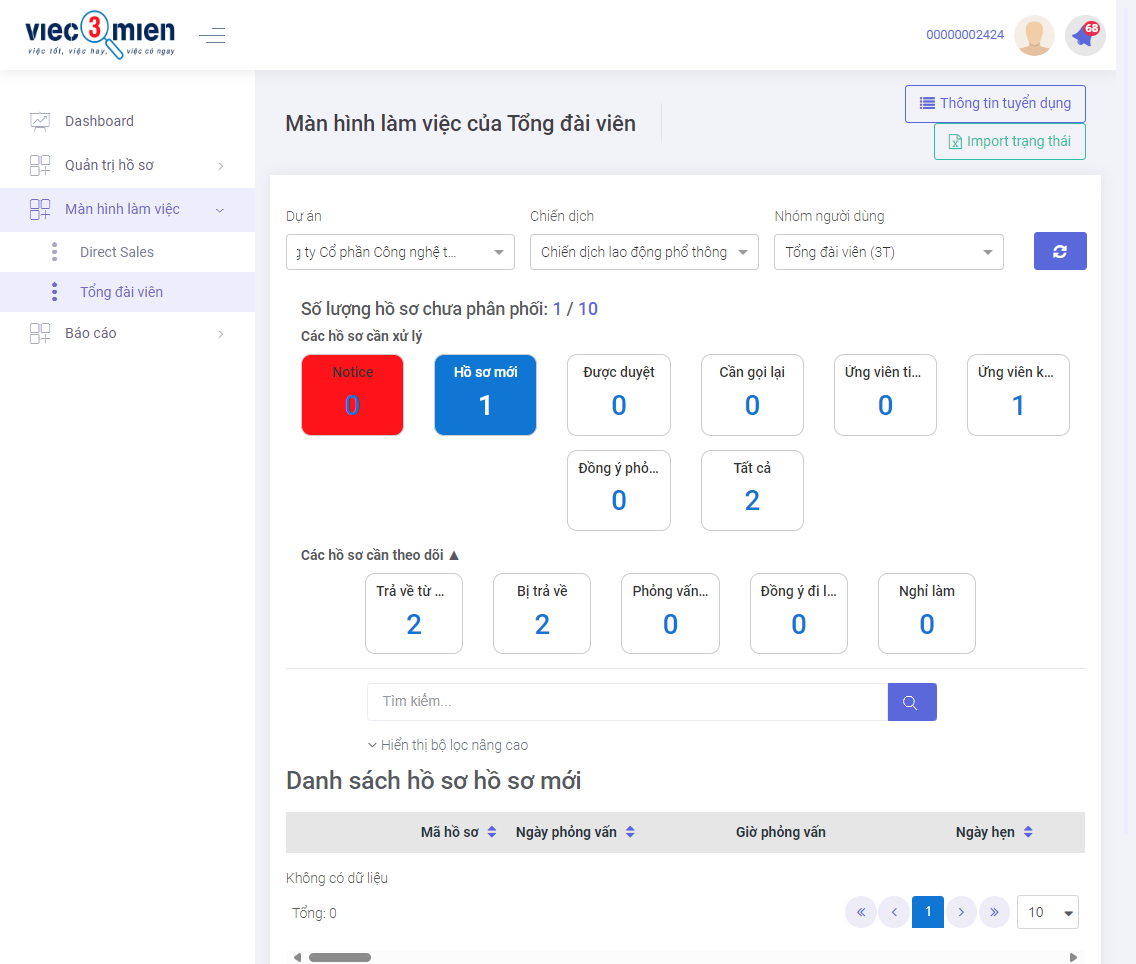 viec3mien
việc tốt, việc hay, việc có ngay
00000002424
68
Dashboard
Quản trị hồ sơ
Màn hình làm việc
Direct Sales
Tổng đài viên
Báo cáo
Màn hình làm việc của Tổng đài viên
Thông tin tuyển dụng
Import trạng thái
Dự án
Chiến dịch
Nhóm người dùng
g ty Cổ phần Công nghệ t...
Chiến dịch lao động phổ thông
Tổng đài viên (3T)
Số lượng hồ sơ chưa phân phối: 1 / 10
Các hồ sơ cần xử lý
Notice
0
Hồ sơ mới
1
Được duyệt
0
Cần gọi lại
0
Ứng viên ti...
0
Ứng viên k...
1
Đồng ý phỏ...
0
Tất cả
2
Các hồ sơ cần theo dõi ▲
Trả về từ ...
2
Bị trả về
2
Phỏng vấn...
0
Đồng ý đi l...
0
Nghỉ làm
0
Tìm kiếm...
Hiển thị bộ lọc nâng cao
Danh sách hồ sơ hồ sơ mới
Mã hồ sơ Ngày phỏng vấn Giờ phỏng vấn Ngày hẹn
Không có dữ liệu
Tổng: 0
« ‹ 1 › » 10